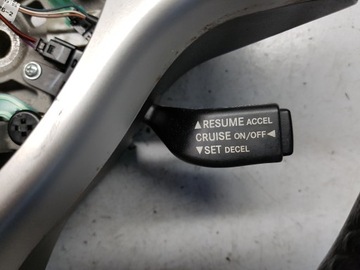 ▲RESUME ACCEL
CRUISE ON/OFF◄
▼SET DECEL